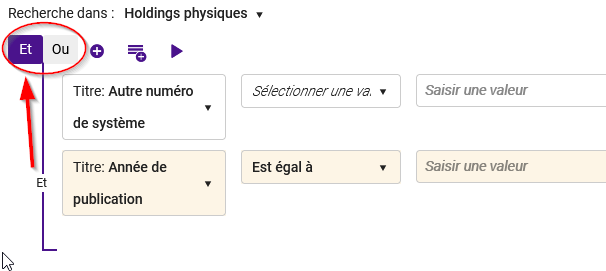 Recherche dans : Holdings physiques
Et Ou
Titre: Autre numéro
de système
Sélectionner une va.
Saisir une valeur
Et
Titre: Année de
publication
Est égal à
Saisir une valeur